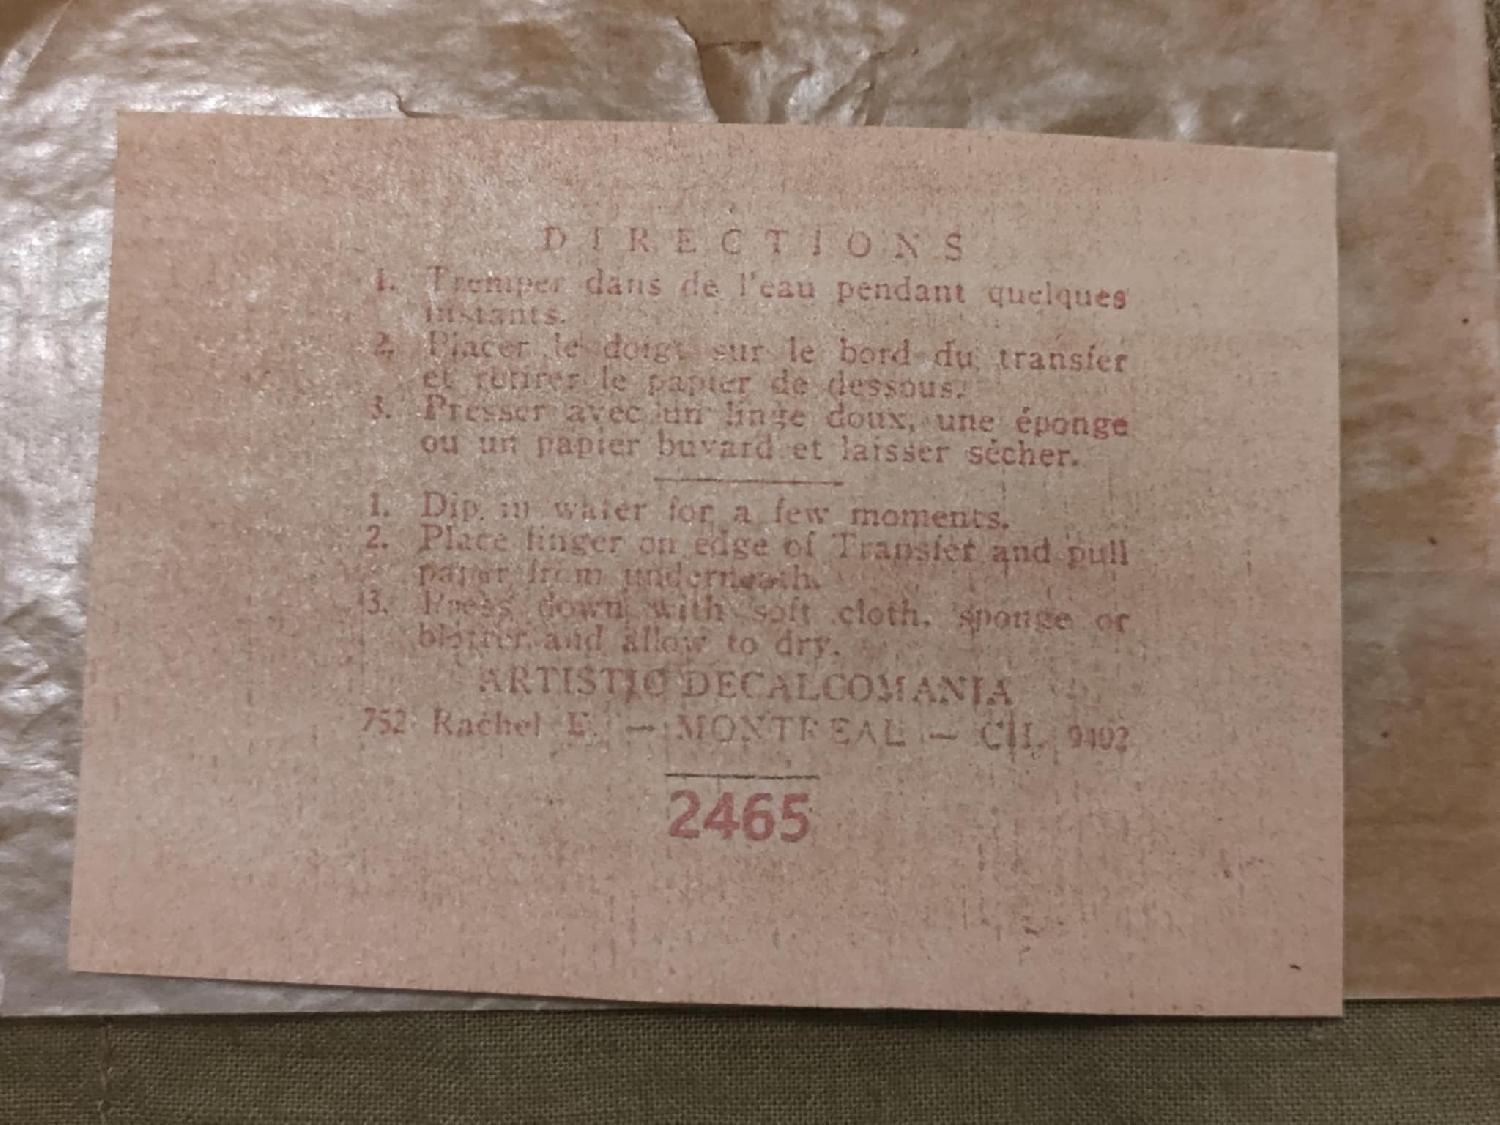 DIRECTIONS
1. Tremper dans de l'eau pendant quelques
instants.
2. Placer le doigt sur le bord du transfer
et retirer le papier de dessous.
3. Presser avec un linge doux, une éponge
ou un papier buvard et laisser sécher.
1. Dip in water for a few moments.
2. Place finger on edge of Transfer and pull
paper from underneath.
3. Press down with soft cloth, sponge or
blotter and allow to dry.
ARTISTIC DECALCOMANIA
752 Rachel E. — MONTREAL — CH. 9402
2465